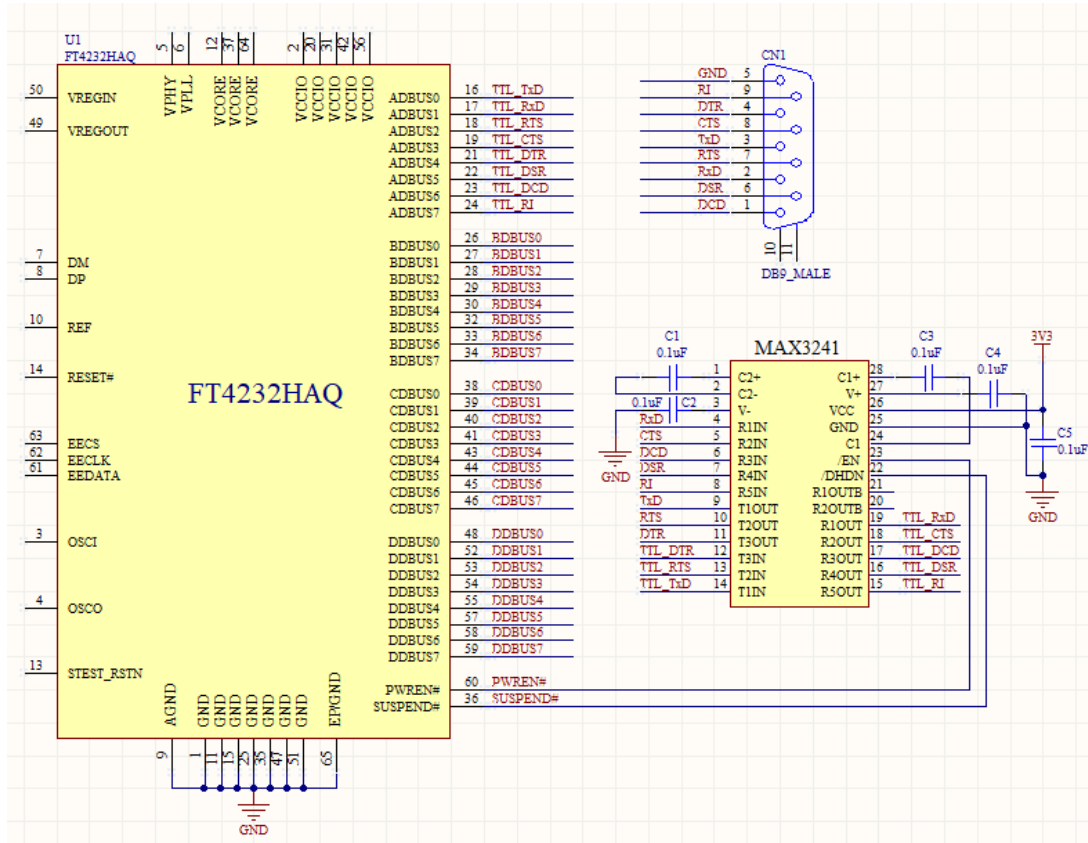 U1
FT4232HAQ
5 VPHY
6 VPLL
12 VCORE
37 VCORE
64 VCORE
2 VCCIO
20 VCCIO
31 VCCIO
42 VCCIO
56 VCCIO
50 VREGIN
49 VREGOUT
7 DM
8 DP
10 REF
14 RESET#
FT4232HAQ
63 EECS
62 EECLK
61 EEDATA
3 OSCI
4 OSCO
13 STEST_RSTN
AGND 9
GND 1
GND 11
GND 15
GND 25
GND 35
GND 47
GND 51
EP/GND 65
GND
ADBUS0 16 TTL_TxD
ADBUS1 17 TTL_RxD
ADBUS2 18 TTL_RTS
ADBUS3 19 TTL_CTS
ADBUS4 21 TTL_DTR
ADBUS5 22 TTL_DSR
ADBUS6 23 TTL_DCD
ADBUS7 24 TTL_RI
BDBUS0 26 BDBUS0
BDBUS1 27 BDBUS1
BDBUS2 28 BDBUS2
BDBUS3 29 BDBUS3
BDBUS4 30 BDBUS4
BDBUS5 32 BDBUS5
BDBUS6 33 BDBUS6
BDBUS7 34 BDBUS7
CDBUS0 38 CDBUS0
CDBUS1 39 CDBUS1
CDBUS2 40 CDBUS2
CDBUS3 41 CDBUS3
CDBUS4 43 CDBUS4
CDBUS5 44 CDBUS5
CDBUS6 45 CDBUS6
CDBUS7 46 CDBUS7
DDBUS0 48 DDBUS0
DDBUS1 52 DDBUS1
DDBUS2 53 DDBUS2
DDBUS3 54 DDBUS3
DDBUS4 55 DDBUS4
DDBUS5 57 DDBUS5
DDBUS6 58 DDBUS6
DDBUS7 59 DDBUS7
PWREN# 60 PWREN#
SUSPEND# 36 SUSPEND#
CN1
GND 5
RI 9
DTR 4
CTS 8
TxD 3
RTS 7
RxD 2
DSR 6
DCD 1
10 11
DB9_MALE
MAX3241
C1
0.1uF
0.1uF C2
GND
1 C2+
2 C2-
3 V-
RxD 4 R1IN
CTS 5 R2IN
DCD 6 R3IN
DSR 7 R4IN
RI 8 R5IN
TxD 9 T1OUT
RTS 10 T2OUT
DTR 11 T3OUT
TTL_DTR 12 T3IN
TTL_RTS 13 T2IN
TTL_TxD 14 T1IN
C1+ 28
V+ 27
VCC 26
GND 25
C1 24
/EN 23
/DHDN 22
R1OUTB 21
R2OUTB 20
R1OUT 19 TTL_RxD
R2OUT 18 TTL_CTS
R3OUT 17 TTL_DCD
R4OUT 16 TTL_DSR
R5OUT 15 TTL_RI
C3
0.1uF
C4
0.1uF
3V3
C5
0.1uF
GND